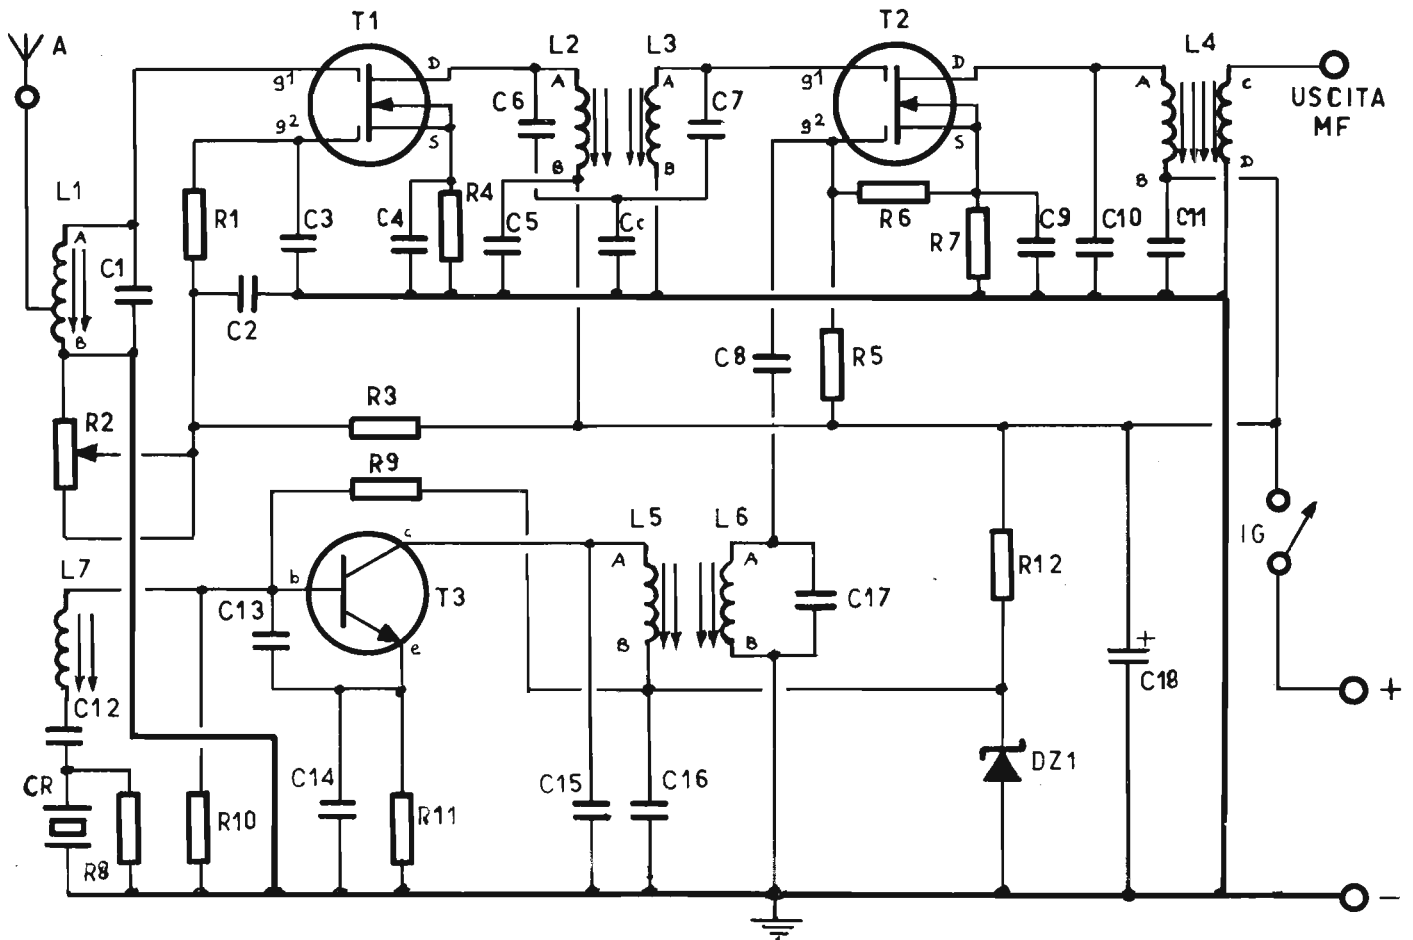 T1
T2
A
L2
L3
L4
g1
D
A
A
g1
D
A
C
C6
C7
USCITA
MF
g2
S
g2
S
B
B
B
D
L1
R1
C3
C4
R4
C5
Cc
R6
R7
C9
C10
C11
A
C1
B
C2
C8
R5
R3
R2
R9
L5
L6
IG
c
A
A
R12
L7
b
T3
C17
C13
e
B
B
+
C18
+
C12
CR
C14
C15
C16
DZ1
R10
R11
R8
–